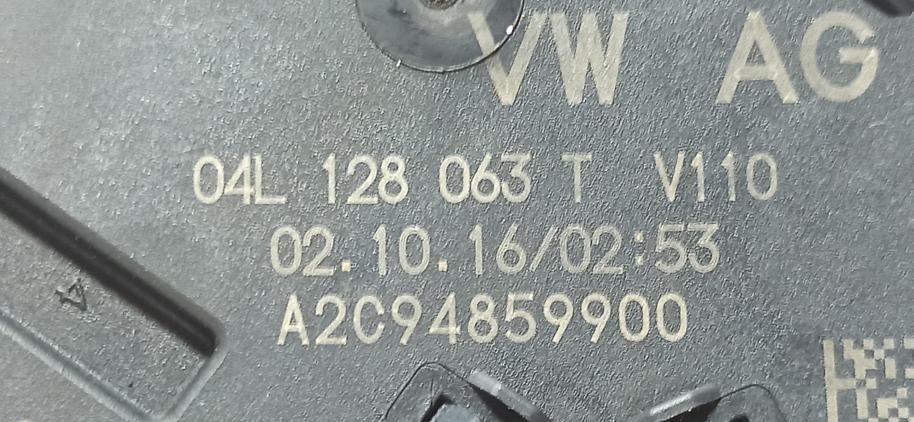 VW AG
04L 128 063 T V110
02.10.16/02:53
A2C94859900